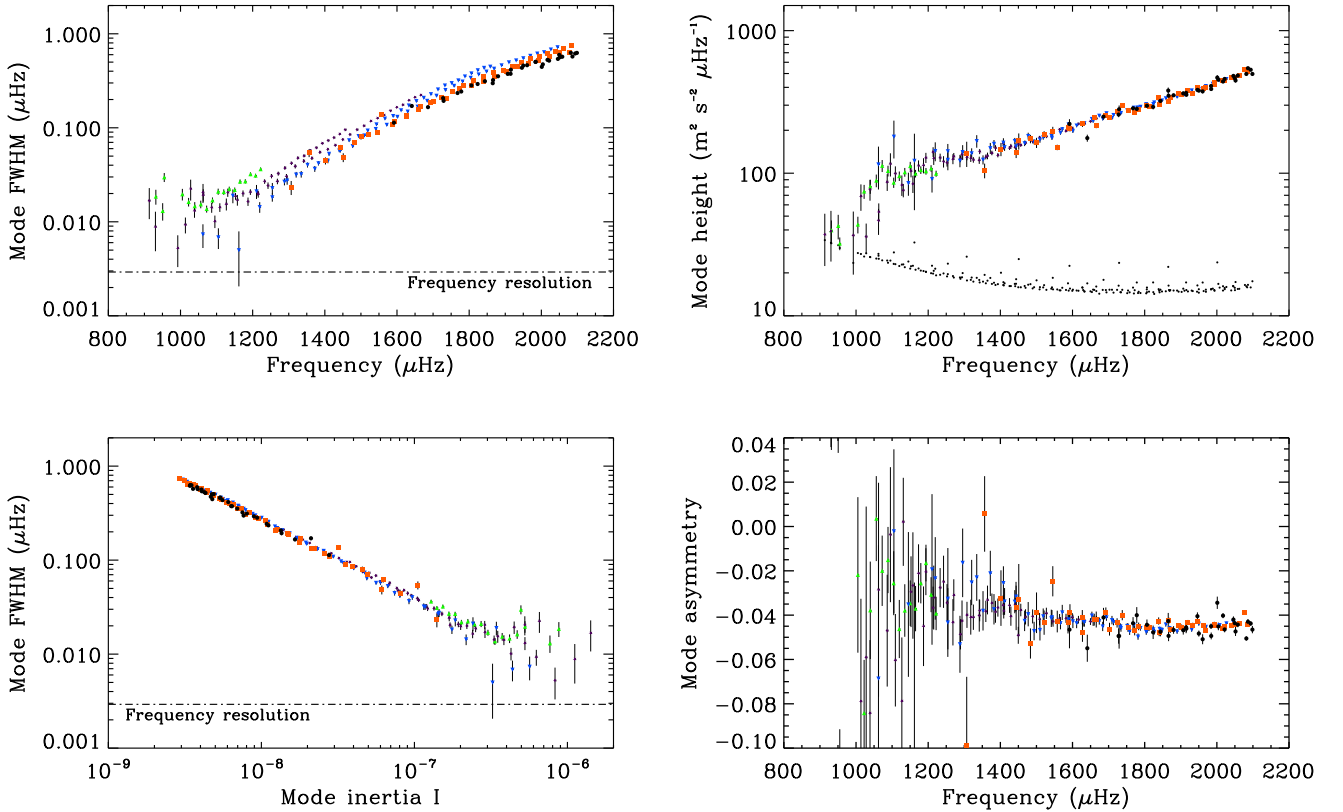 1.000
0.100
0.010
0.001
Mode FWHM (μHz)
Frequency resolution
800 1000 1200 1400 1600 1800 2000 2200
Frequency (μHz)
1000
100
10
Mode height (m² s⁻² μHz⁻¹)
800 1000 1200 1400 1600 1800 2000 2200
Frequency (μHz)
1.000
0.100
0.010
0.001
Mode FWHM (μHz)
Frequency resolution
10⁻⁹ 10⁻⁸ 10⁻⁷ 10⁻⁶
Mode inertia I
0.04
0.02
0.00
−0.02
−0.04
−0.06
−0.08
−0.10
Mode asymmetry
800 1000 1200 1400 1600 1800 2000 2200
Frequency (μHz)